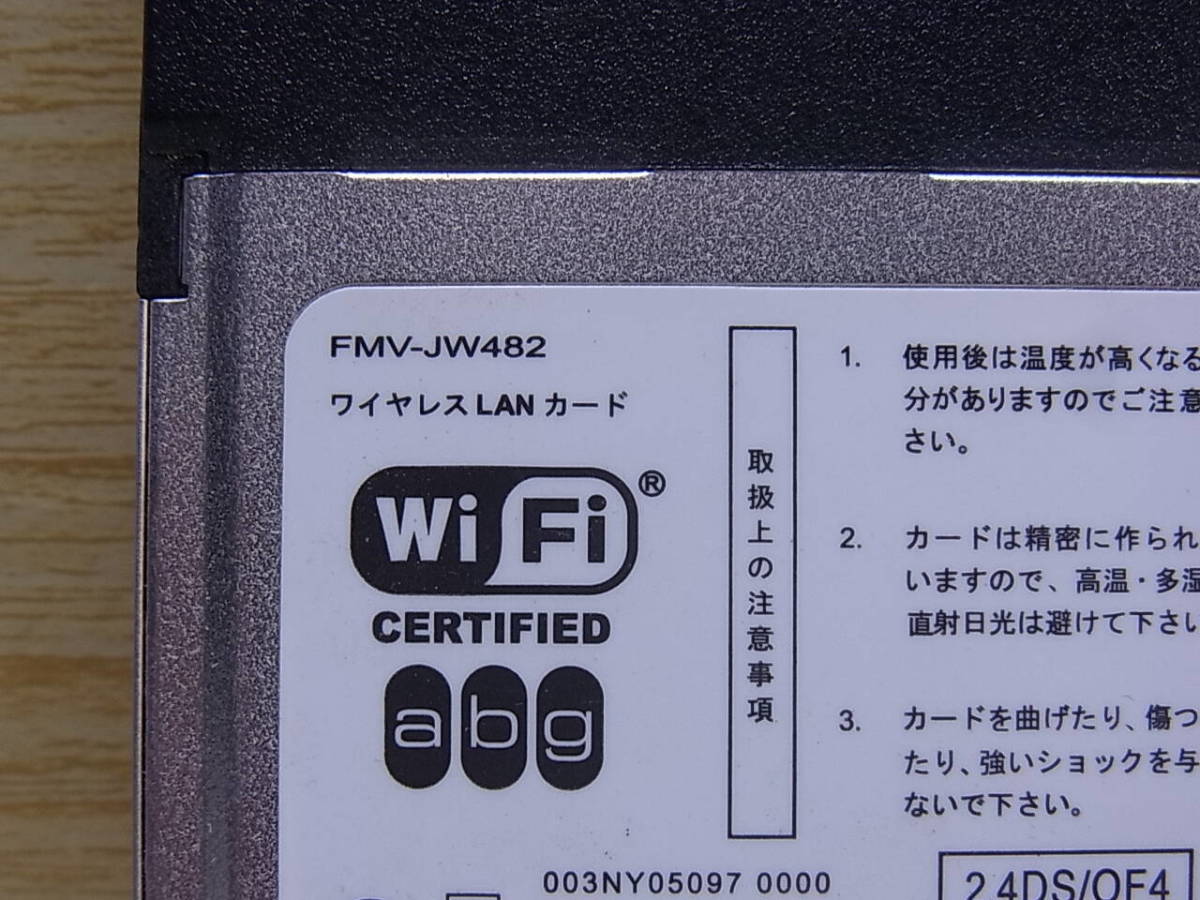 FMV-JW482
ワイヤレス LAN カード
Wi Fi ®
CERTIFIED
a b g
取扱上の注意事項
1. 使用後は温度が高くなる
分がありますのでご注意
さい。
2. カードは精密に作られ
いますので、高温・多湿
直射日光は避けて下さい
3. カードを曲げたり、傷つ
たり、強いショックを与
ないで下さい。
003NY05097 0000
2.4DS/OF4